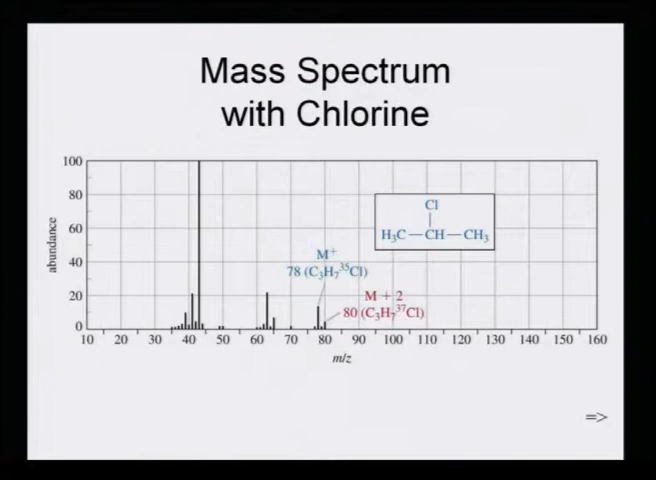 Mass Spectrum
with Chlorine
100
80
60
40
20
0
abundance
Cl
H₃C—CH—CH₃
M⁺
78 (C₃H₇³⁵Cl)
M + 2
80 (C₃H₇³⁷Cl)
10 20 30 40 50 60 70 80 90 100 110 120 130 140 150 160
m/z
=>